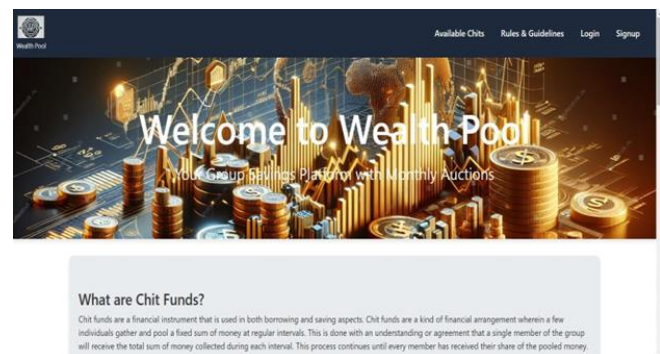 Available Chits Rules & Guidelines Login Signup
Wealth Pool
Welcome to Wealth Pool
Your Group Savings Platform with Monthly Auctions
What are Chit Funds?
Chit funds are a financial instrument that is used in both borrowing and saving aspects. Chit funds are a kind of financial arrangement wherein a few
individuals gather and pool a fixed sum of money at regular intervals. This is done with an understanding or agreement that a single member of the group
will receive the total sum of money collected during each interval. This process continues until every member has received their share of the pooled money.